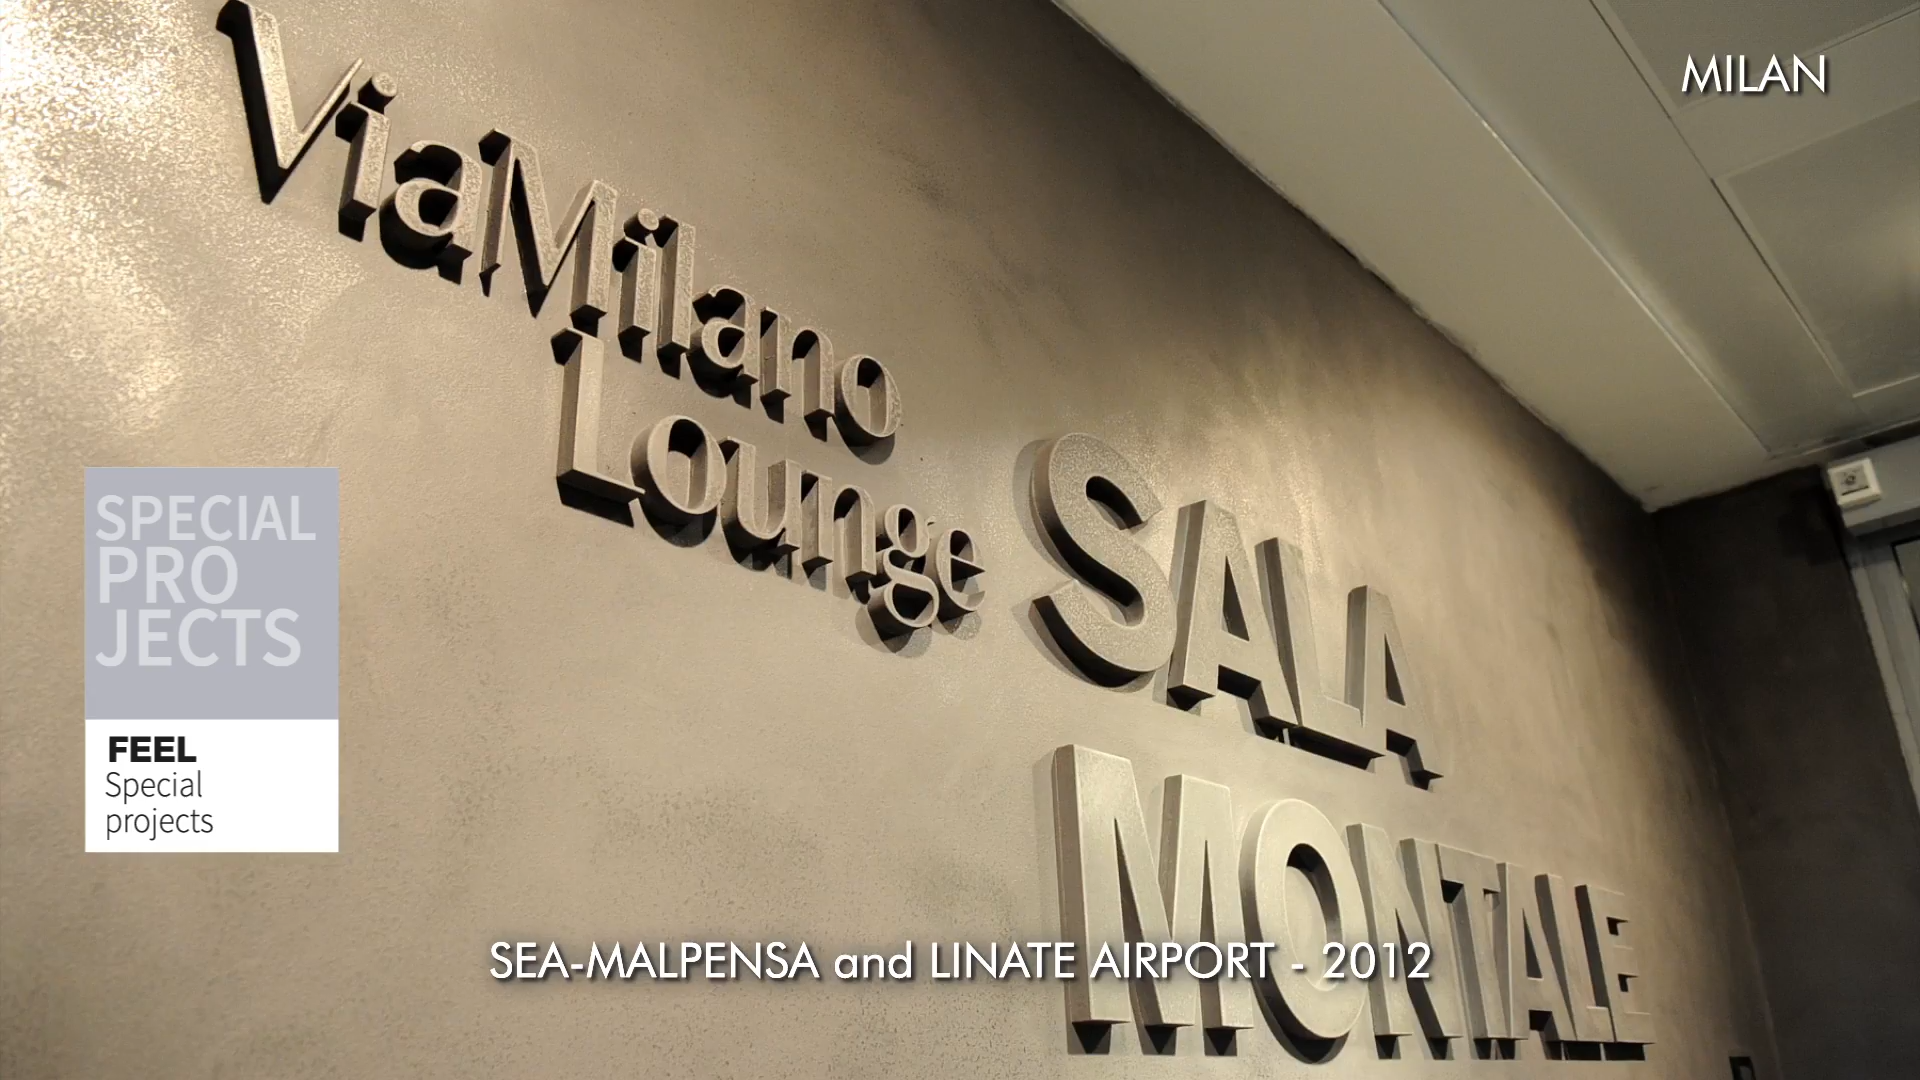 MILAN
ViaMilano
Lounge
SALA
MONTALE
SPECIAL
PRO
JECTS
FEEL
Special
projects
SEA-MALPENSA and LINATE AIRPORT - 2012